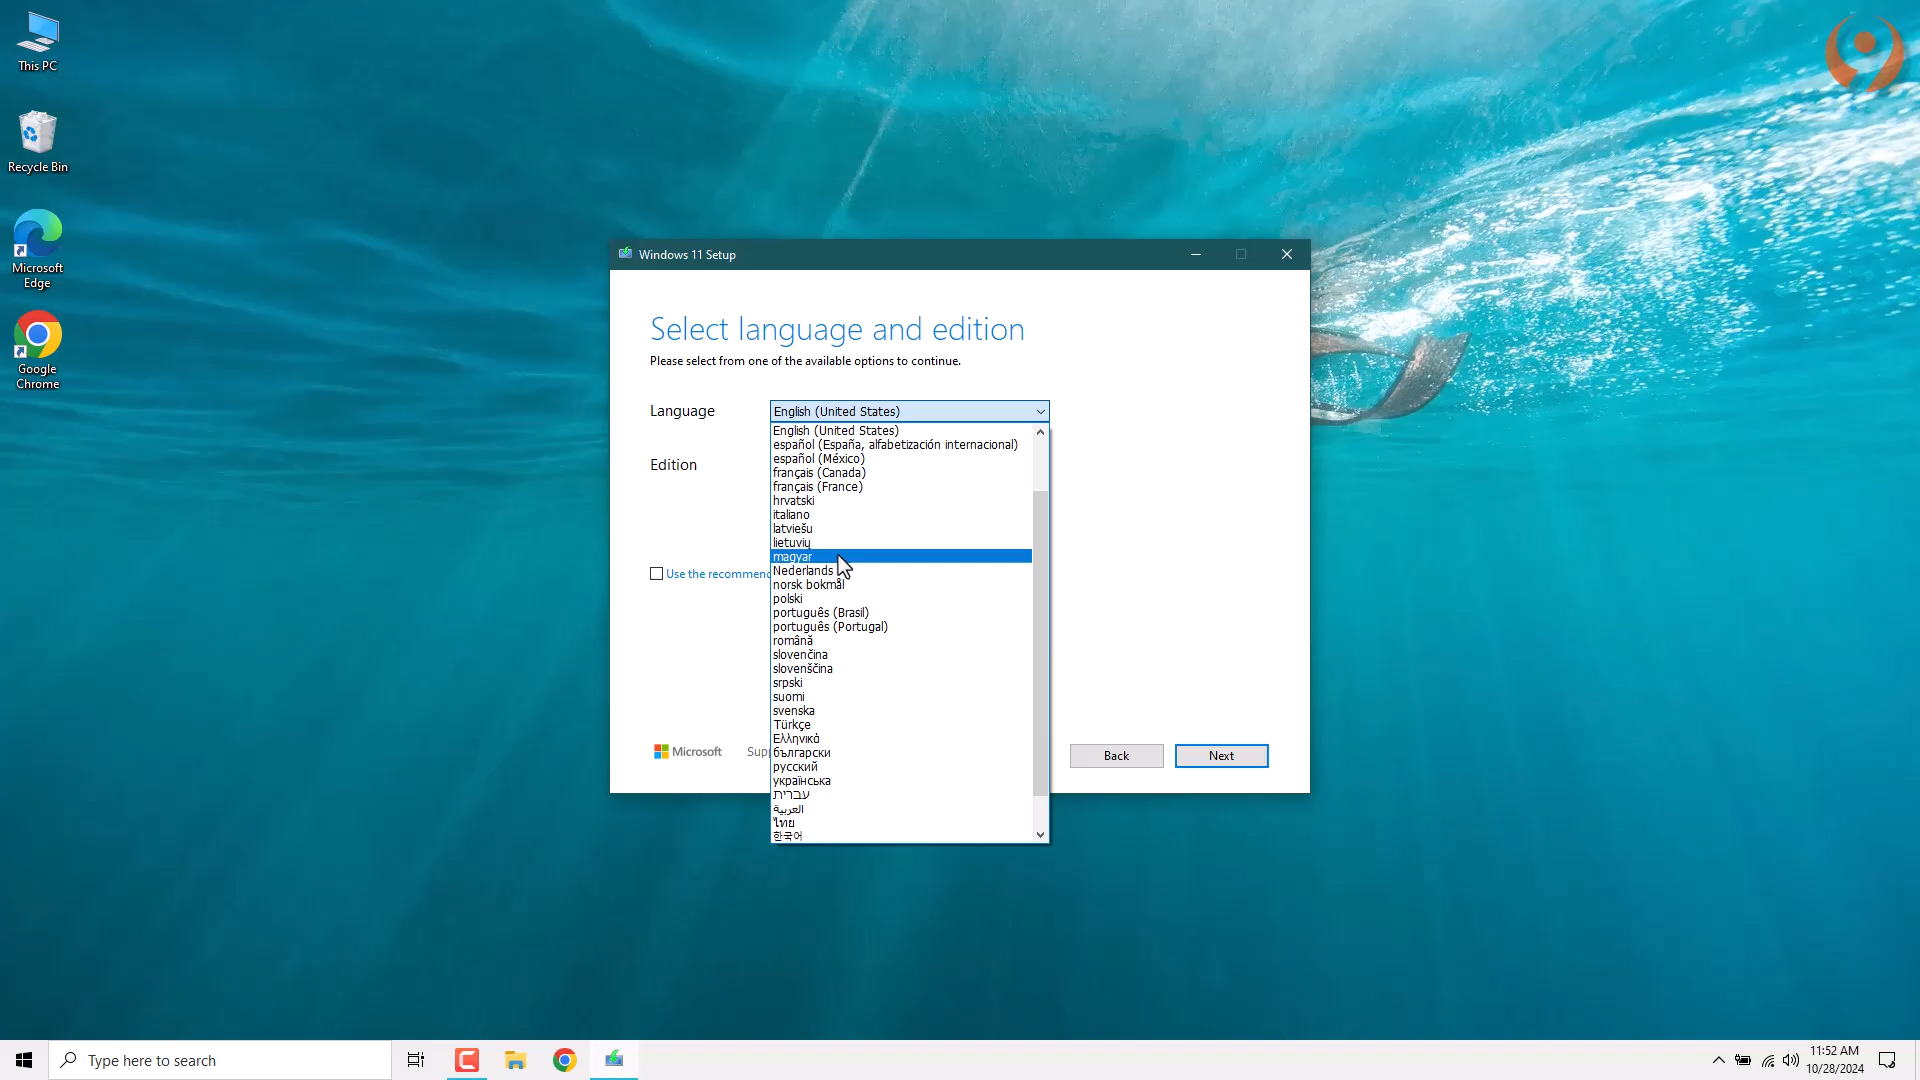 This PC
Recycle Bin
Microsoft
Edge
Google
Chrome
Windows 11 Setup
Select language and edition
Please select from one of the available options to continue.
Language
English (United States)
English (United States)
español (España, alfabetización internacional)
español (México)
français (Canada)
français (France)
hrvatski
italiano
latviešu
lietuvių
magyar
Nederlands
norsk bokmål
polski
português (Brasil)
português (Portugal)
română
slovenčina
slovenščina
srpski
suomi
svenska
Türkçe
Ελληνικά
български
русский
українська
עברית
العربية
ไทย
한국어
Edition
Use the recommend
Microsoft
Supp
Back
Next
Type here to search
11:52 AM
10/28/2024